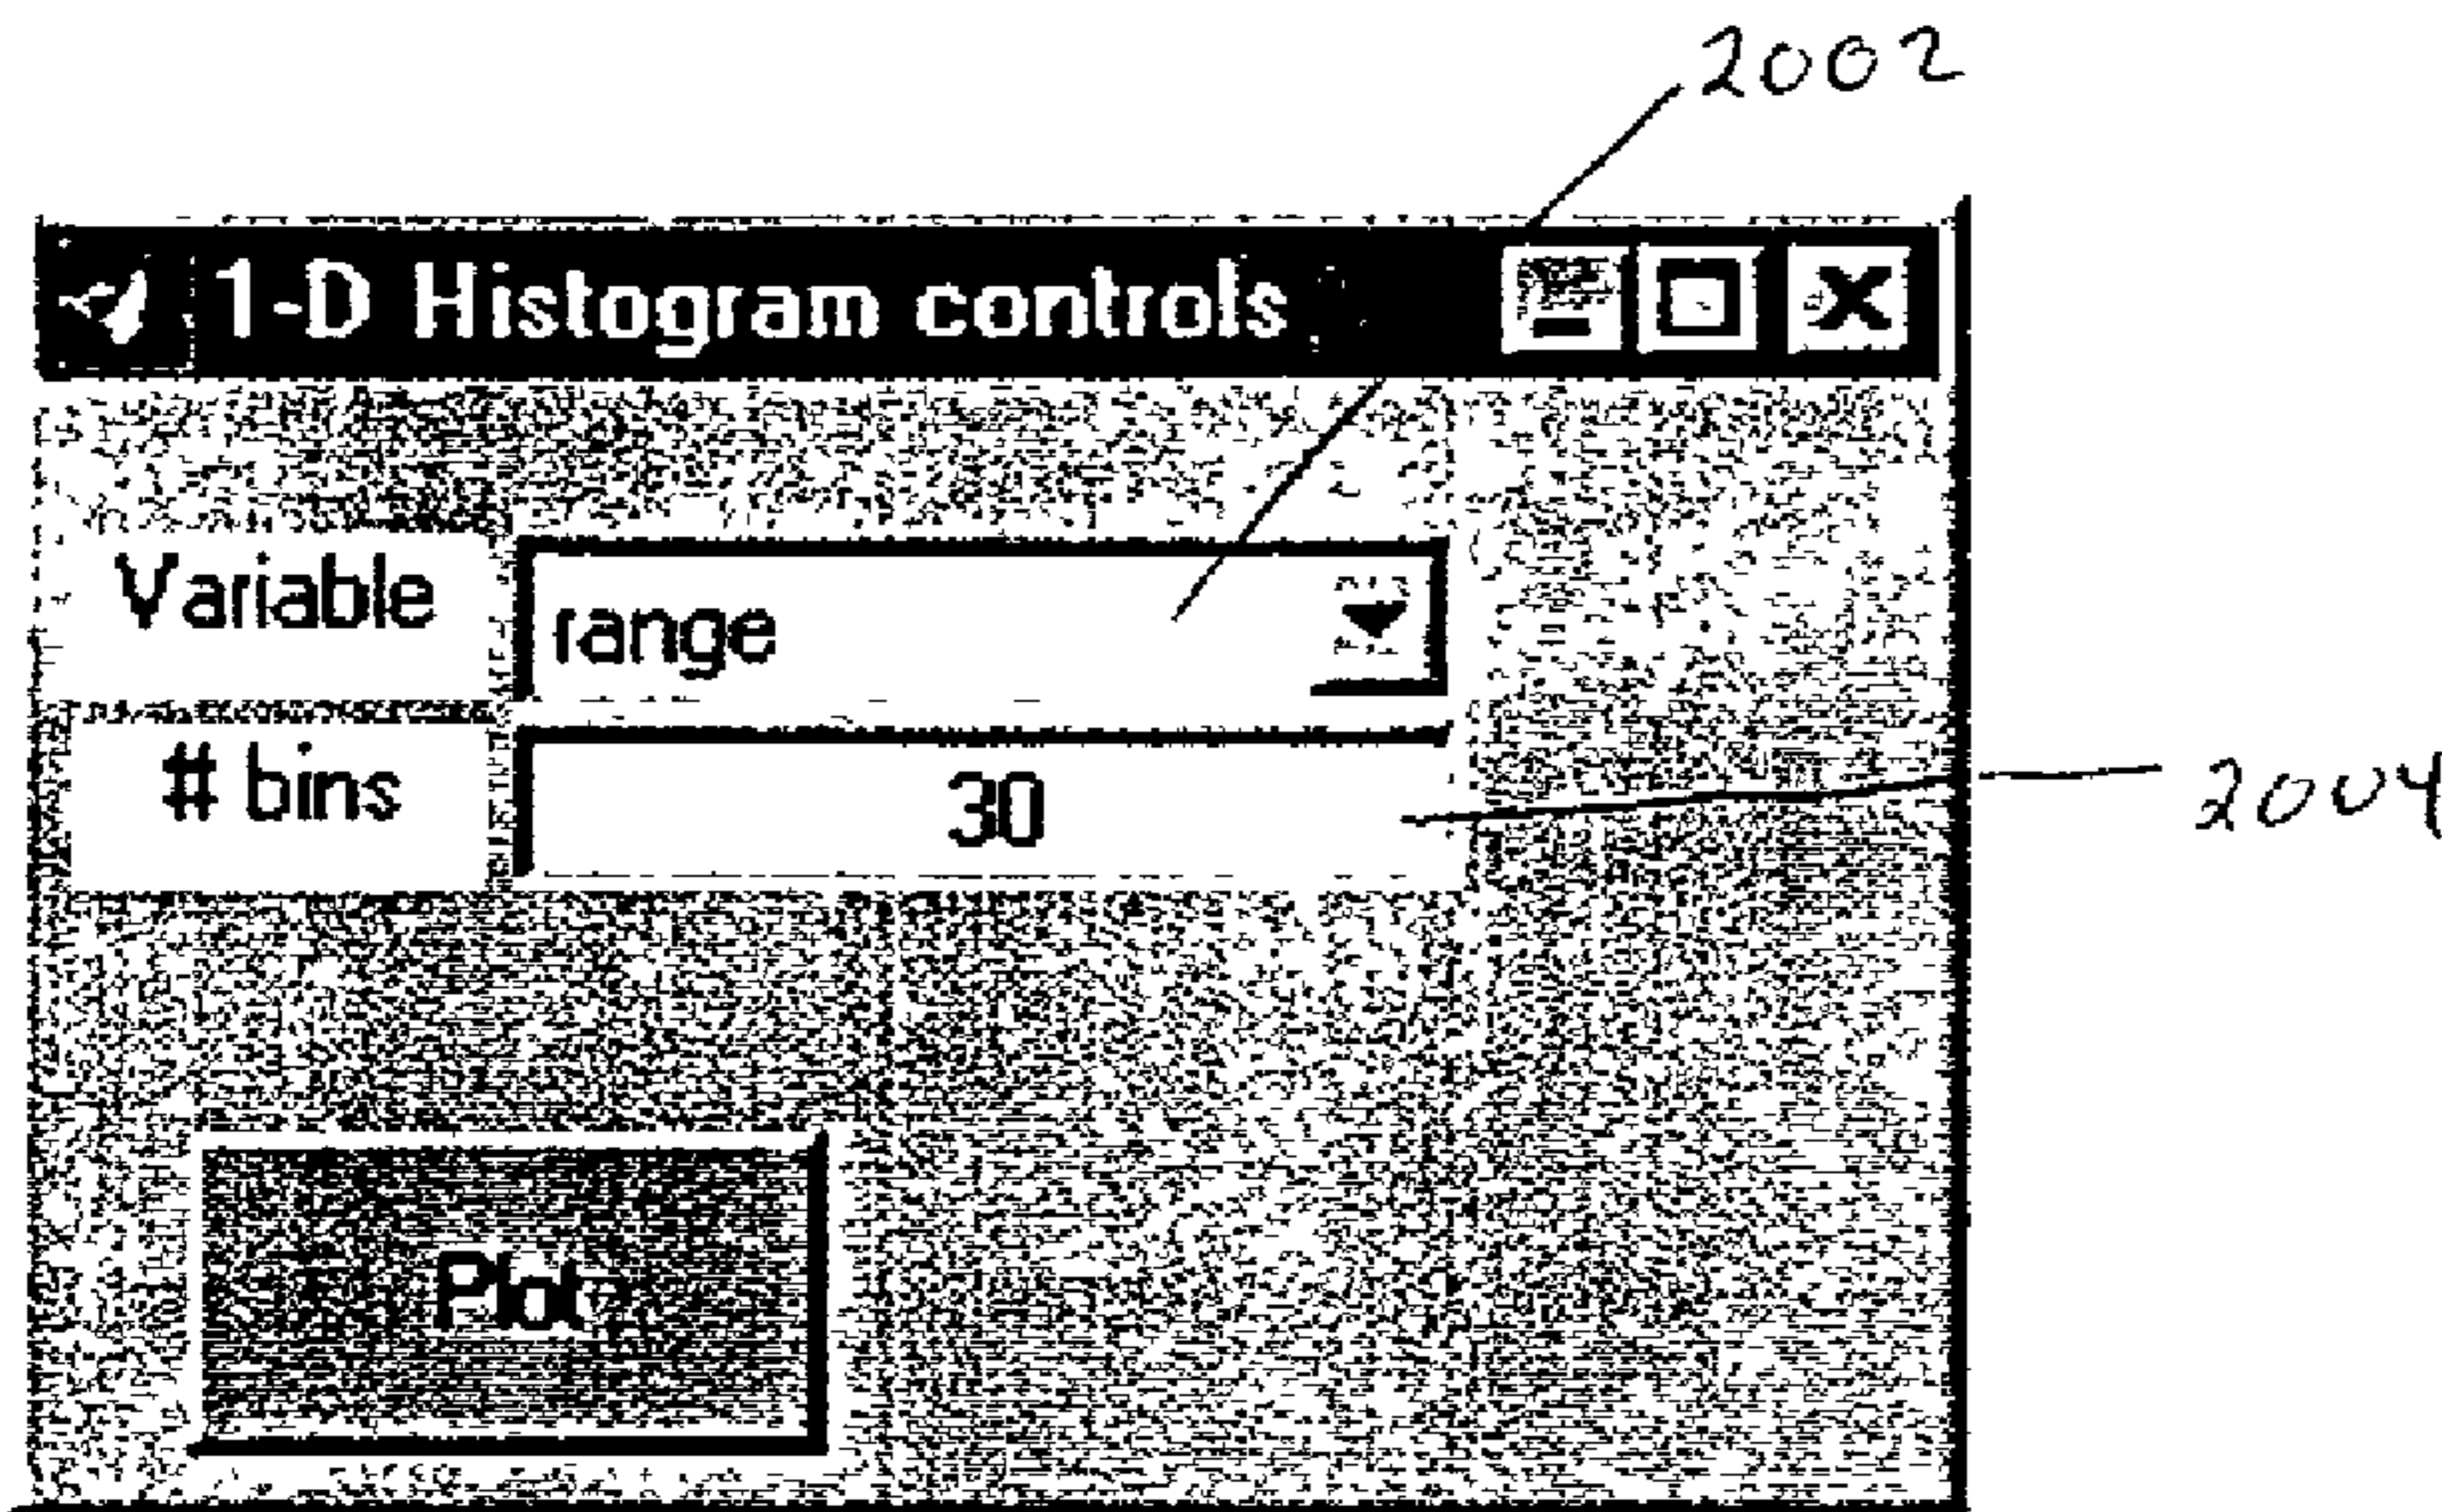 2002
1-D Histogram controls
Variable
range
# bins
30
2004
Plot